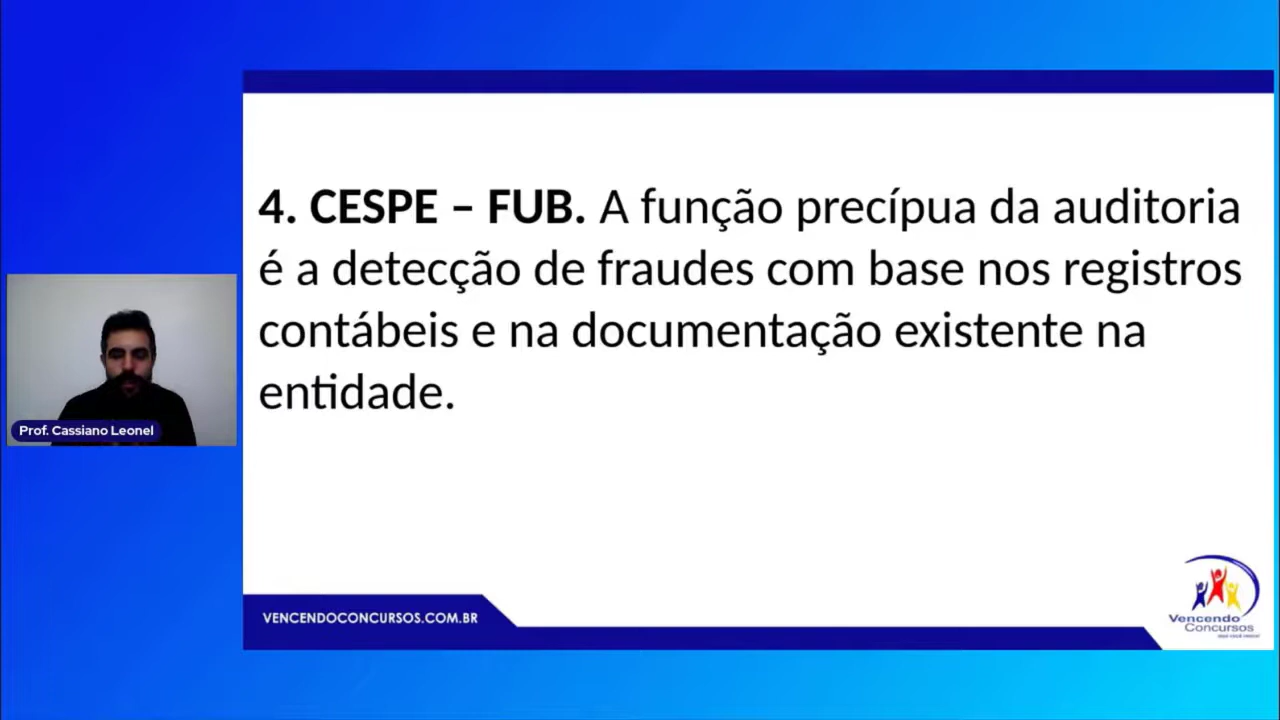 4. CESPE – FUB. A função precípua da auditoria
é a detecção de fraudes com base nos registros
contábeis e na documentação existente na
entidade.
Prof. Cassiano Leonel
VENCENDOCONCURSOS.COM.BR
Vencendo
Concursos